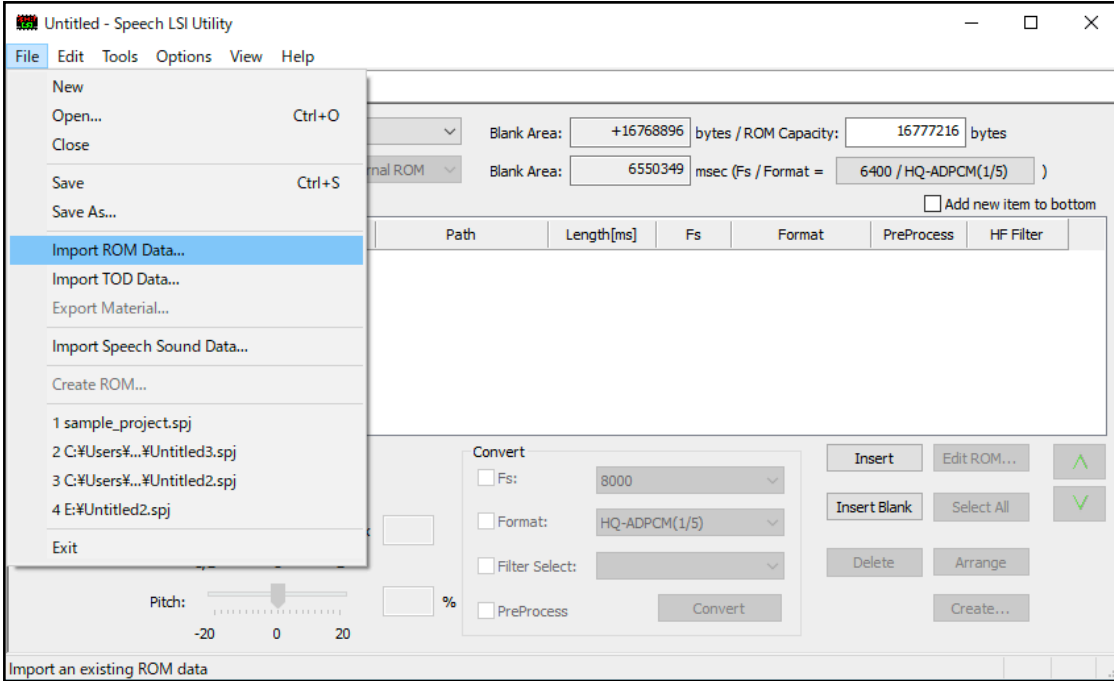 Untitled - Speech LSI Utility
File Edit Tools Options View Help
New
Open... Ctrl+O
Close
Save Ctrl+S
Save As...
Import ROM Data...
Import TOD Data...
Export Material...
Import Speech Sound Data...
Create ROM...
1 sample_project.spj
2 C:¥Users¥...¥Untitled3.spj
3 C:¥Users¥...¥Untitled2.spj
4 E:¥Untitled2.spj
Exit
Blank Area: +16768896 bytes / ROM Capacity: 16777216 bytes
Blank Area: 6550349 msec (Fs / Format = 6400 / HQ-ADPCM(1/5) )
Add new item to bottom
Path Length[ms] Fs Format PreProcess HF Filter
Convert
Fs: 8000
Format: HQ-ADPCM(1/5)
Filter Select:
PreProcess Convert
Insert Edit ROM...
Insert Blank Select All
Delete Arrange
Create...
Pitch: %
-20 0 20
Import an existing ROM data